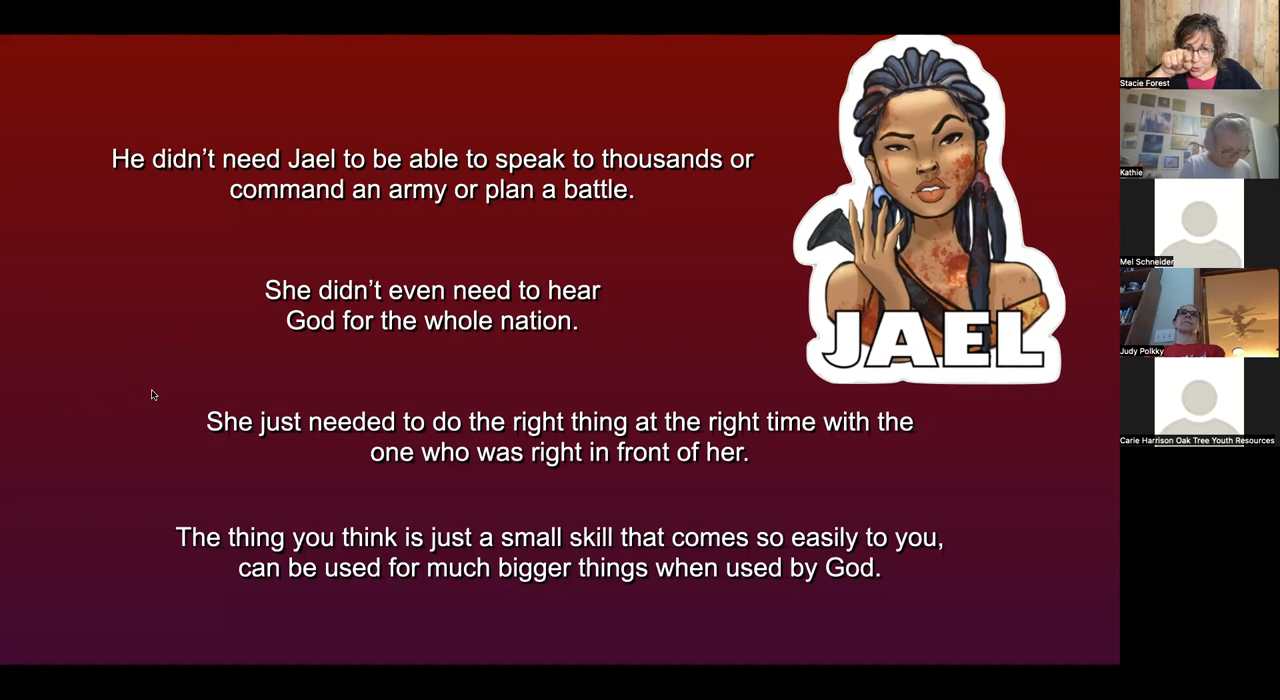 He didn’t need Jael to be able to speak to thousands or
command an army or plan a battle.
She didn’t even need to hear
God for the whole nation.
She just needed to do the right thing at the right time with the
one who was right in front of her.
The thing you think is just a small skill that comes so easily to you,
can be used for much bigger things when used by God.
JAEL
Stacie Forest
Kathie
Mel Schneider
Judy Polkky
Carie Harrison Oak Tree Youth Resources